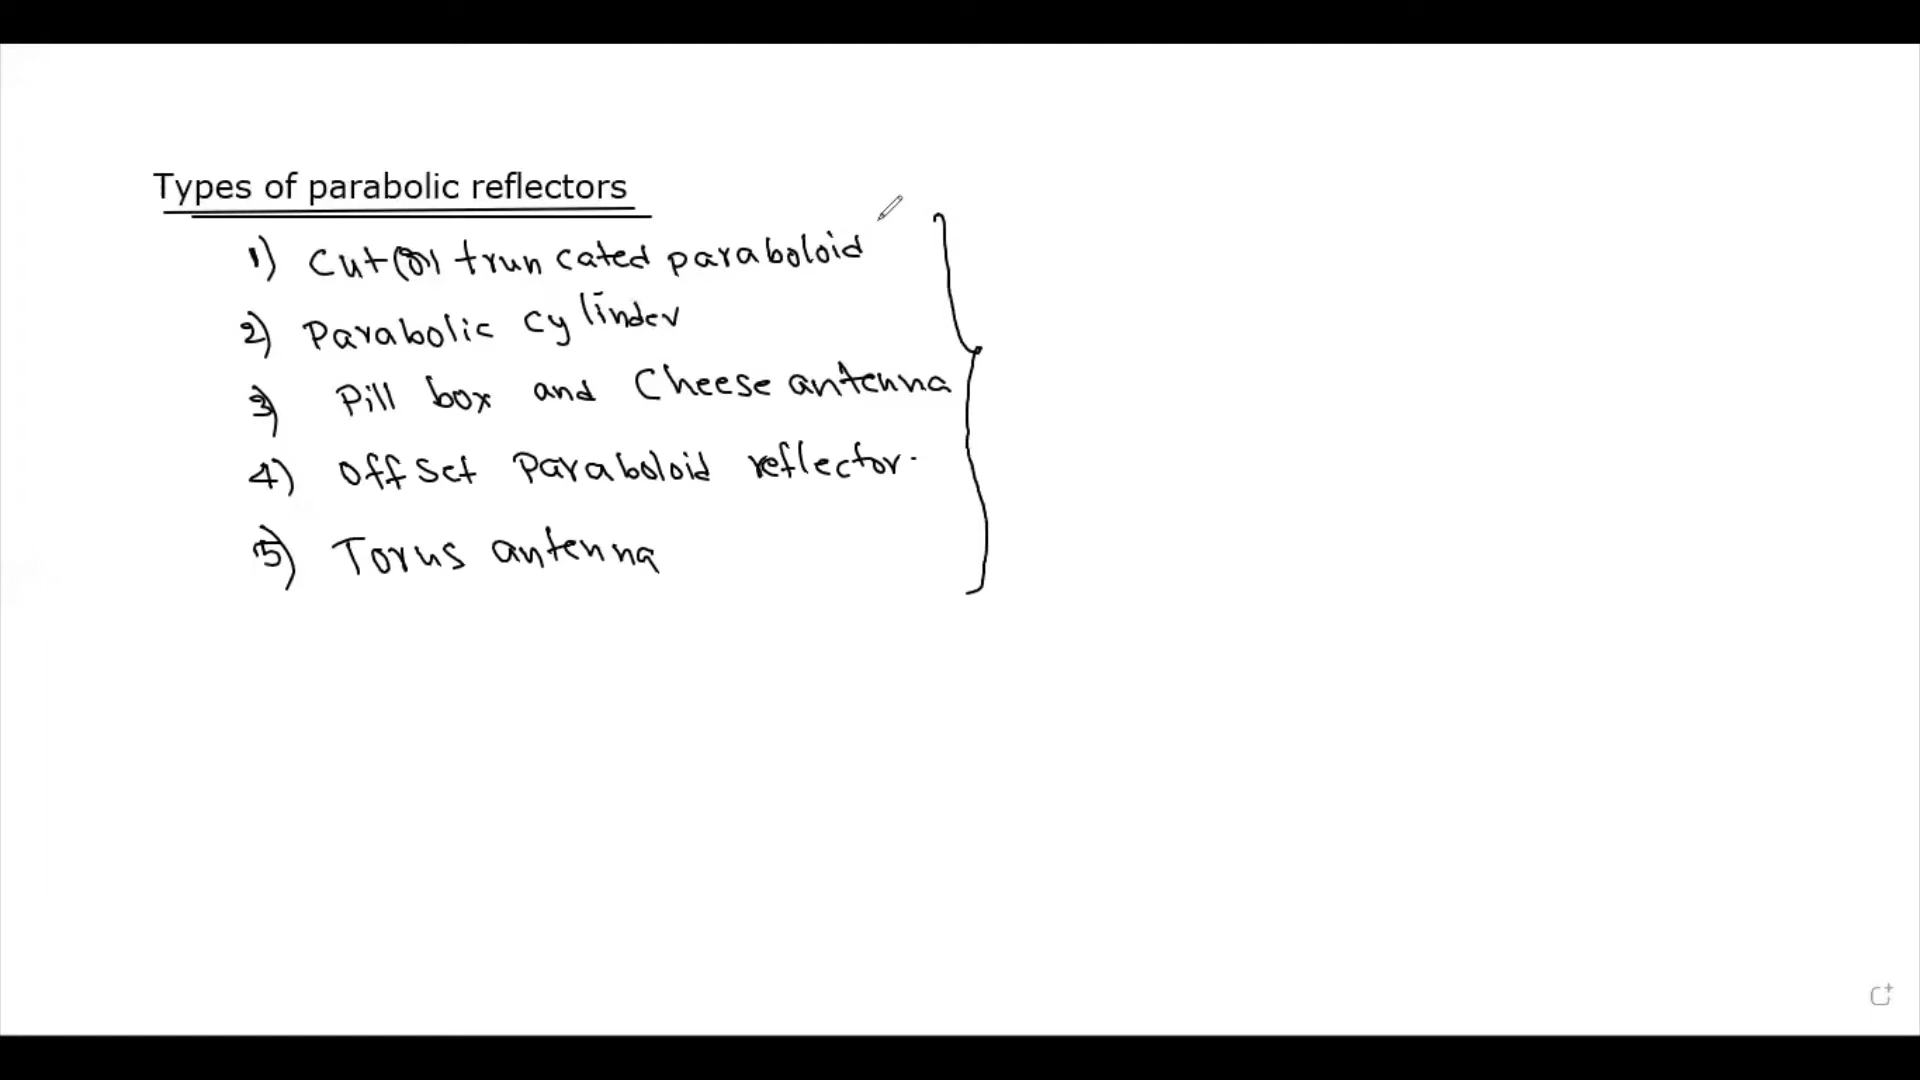 Types of parabolic reflectors
1) Cut (or) truncated paraboloid
2) Parabolic cylinder
3) Pill box and Cheese antenna
4) Offset Paraboloid reflector.
5) Torus antenna